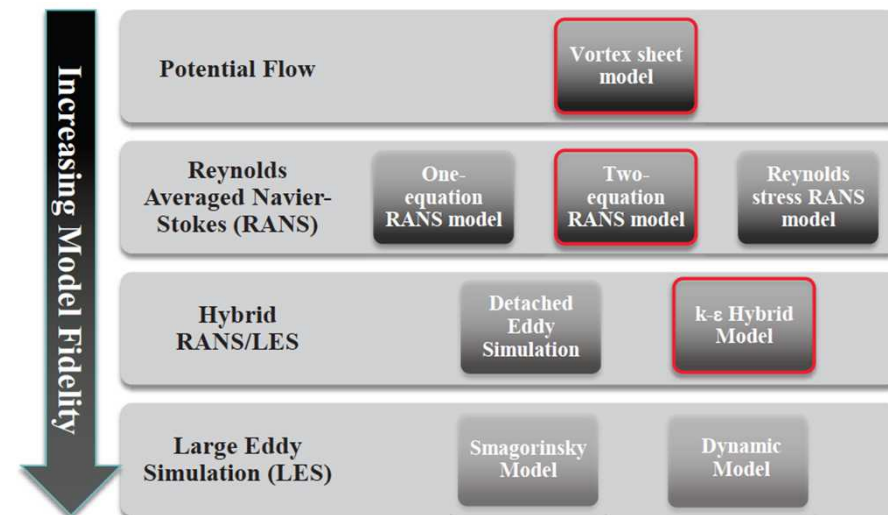 Increasing Model Fidelity
Potential Flow
Vortex sheet
model
Reynolds
Averaged Navier-
Stokes (RANS)
One-
equation
RANS model
Two-
equation
RANS model
Reynolds
stress RANS
model
Hybrid
RANS/LES
Detached
Eddy
Simulation
k-ε Hybrid
Model
Large Eddy
Simulation (LES)
Smagorinsky
Model
Dynamic
Model